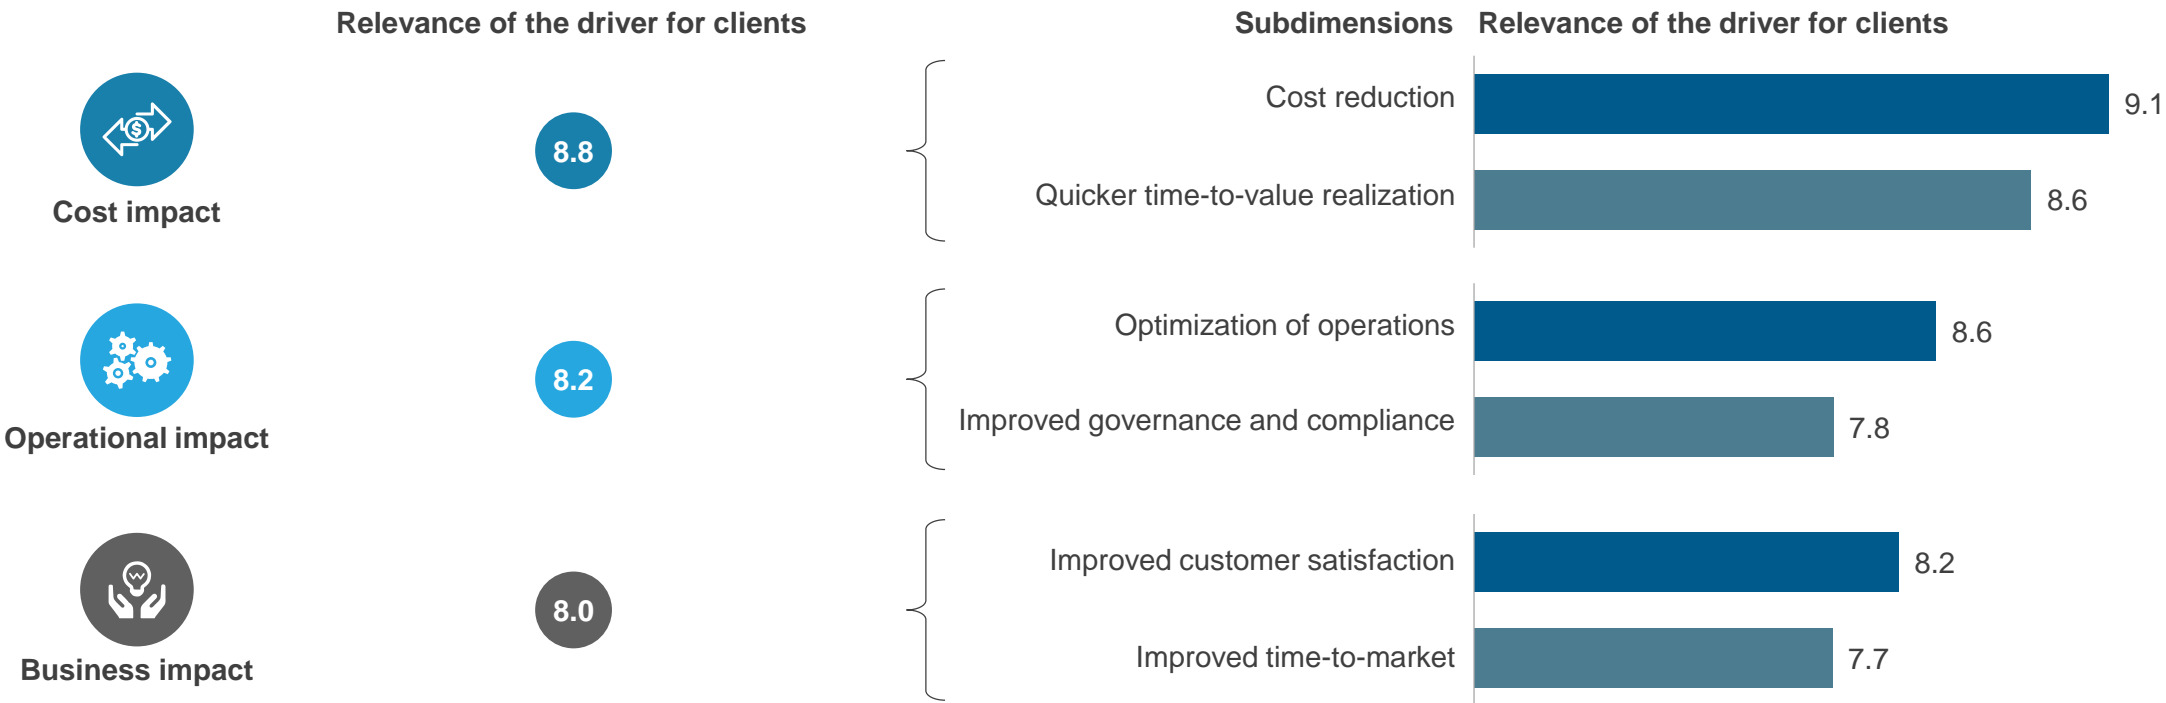 Relevance of the driver for clients
Subdimensions
Relevance of the driver for clients
Cost impact
8.8
Cost reduction
9.1
Quicker time-to-value realization
8.6
Operational impact
8.2
Optimization of operations
8.6
Improved governance and compliance
7.8
Business impact
8.0
Improved customer satisfaction
8.2
Improved time-to-market
7.7